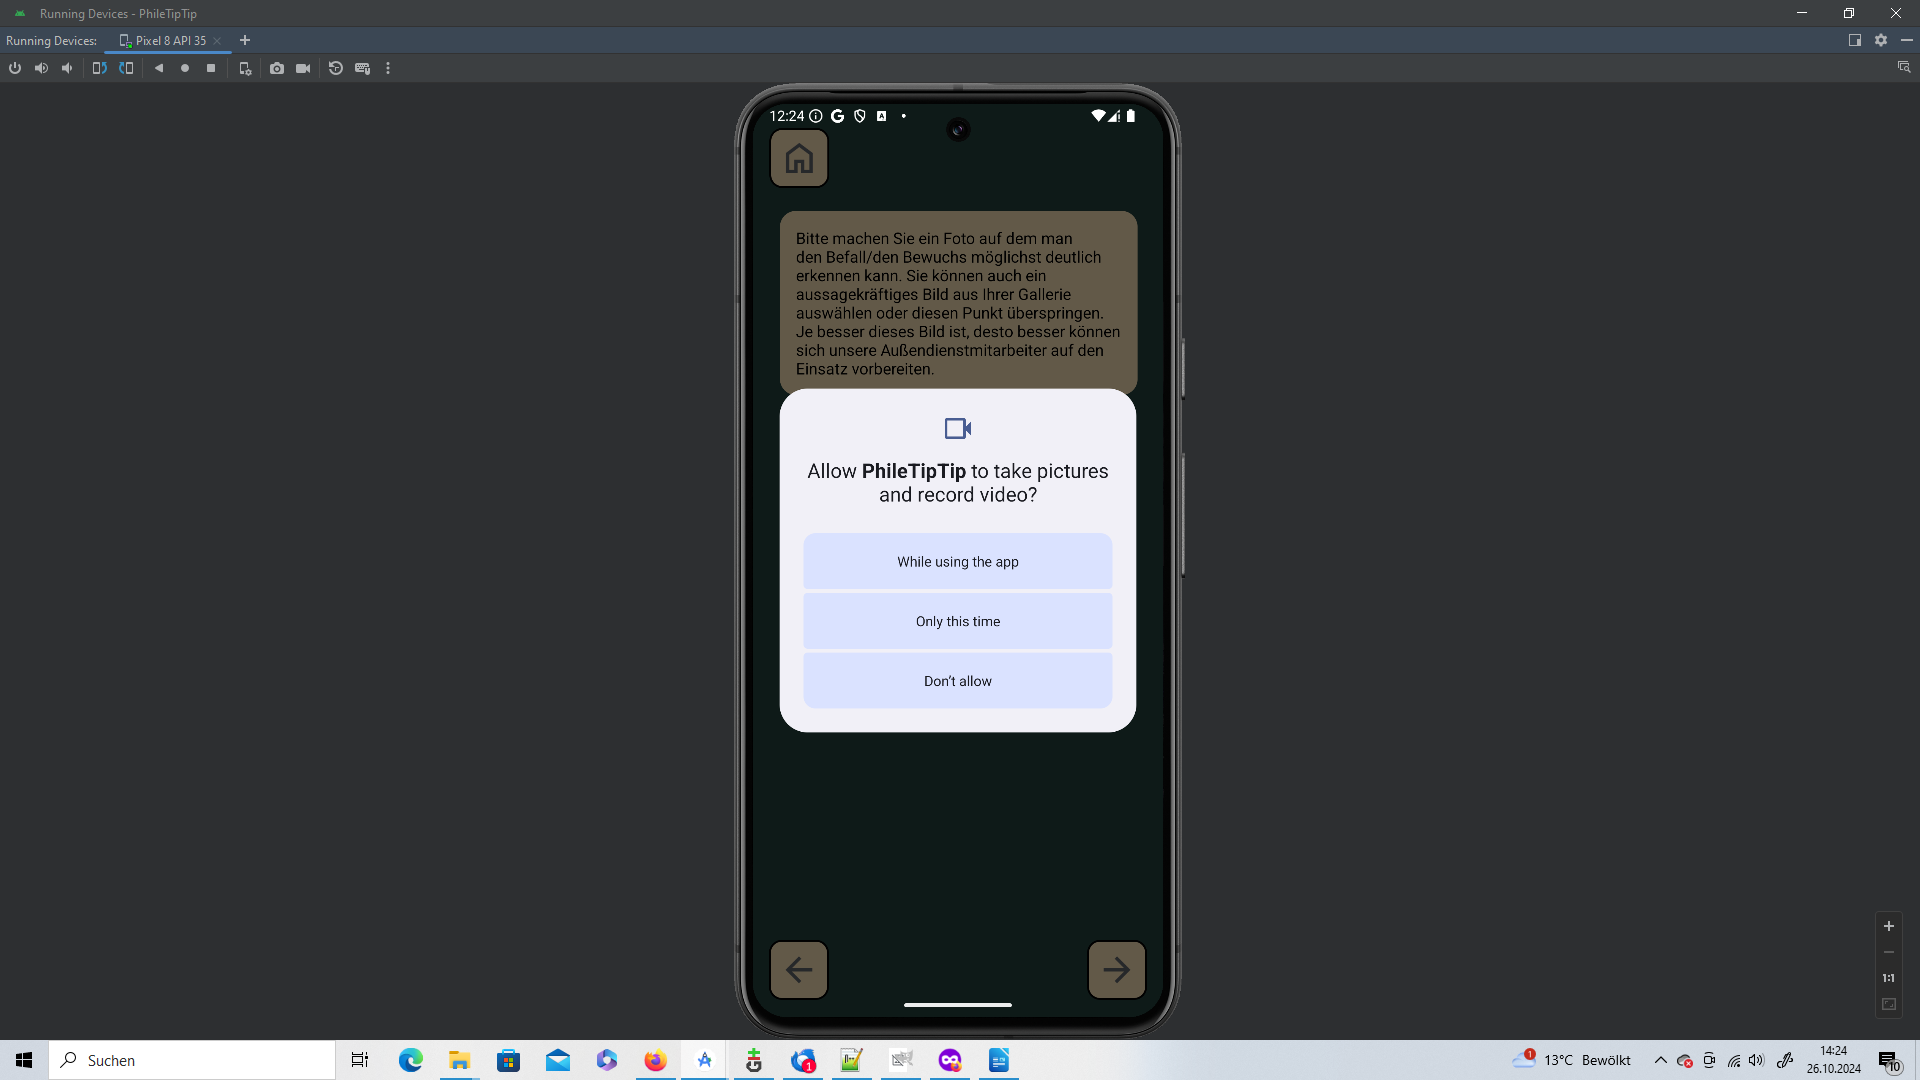 Running Devices - PhileTipTip
Running Devices:
Pixel 8 API 35
12:24
Bitte machen Sie ein Foto auf dem man
den Befall/den Bewuchs möglichst deutlich
erkennen kann. Sie können auch ein
aussagekräftiges Bild aus Ihrer Gallerie
auswählen oder diesen Punkt überspringen.
Je besser dieses Bild ist, desto besser können
sich unsere Außendienstmitarbeiter auf den
Einsatz vorbereiten.
Allow PhileTipTip to take pictures
and record video?
While using the app
Only this time
Don't allow
1:1
Suchen
1
1
13°C Bewölkt
14:24
26.10.2024
10